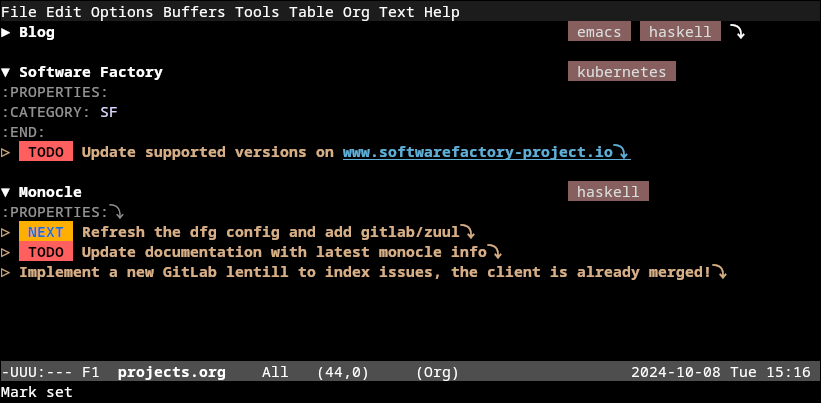 File Edit Options Buffers Tools Table Org Text Help
▶ Blog emacs haskell ⤵
▼ Software Factory kubernetes
:PROPERTIES:
:CATEGORY: SF
:END:
▷ TODO Update supported versions on www.softwarefactory-project.io⤵
▼ Monocle haskell
:PROPERTIES:⤵
▷ NEXT Refresh the dfg config and add gitlab/zuul⤵
▷ TODO Update documentation with latest monocle info⤵
▷ Implement a new GitLab lentill to index issues, the client is already merged!⤵
-UUU:--- F1 projects.org All (44,0) (Org) 2024-10-08 Tue 15:16
Mark set